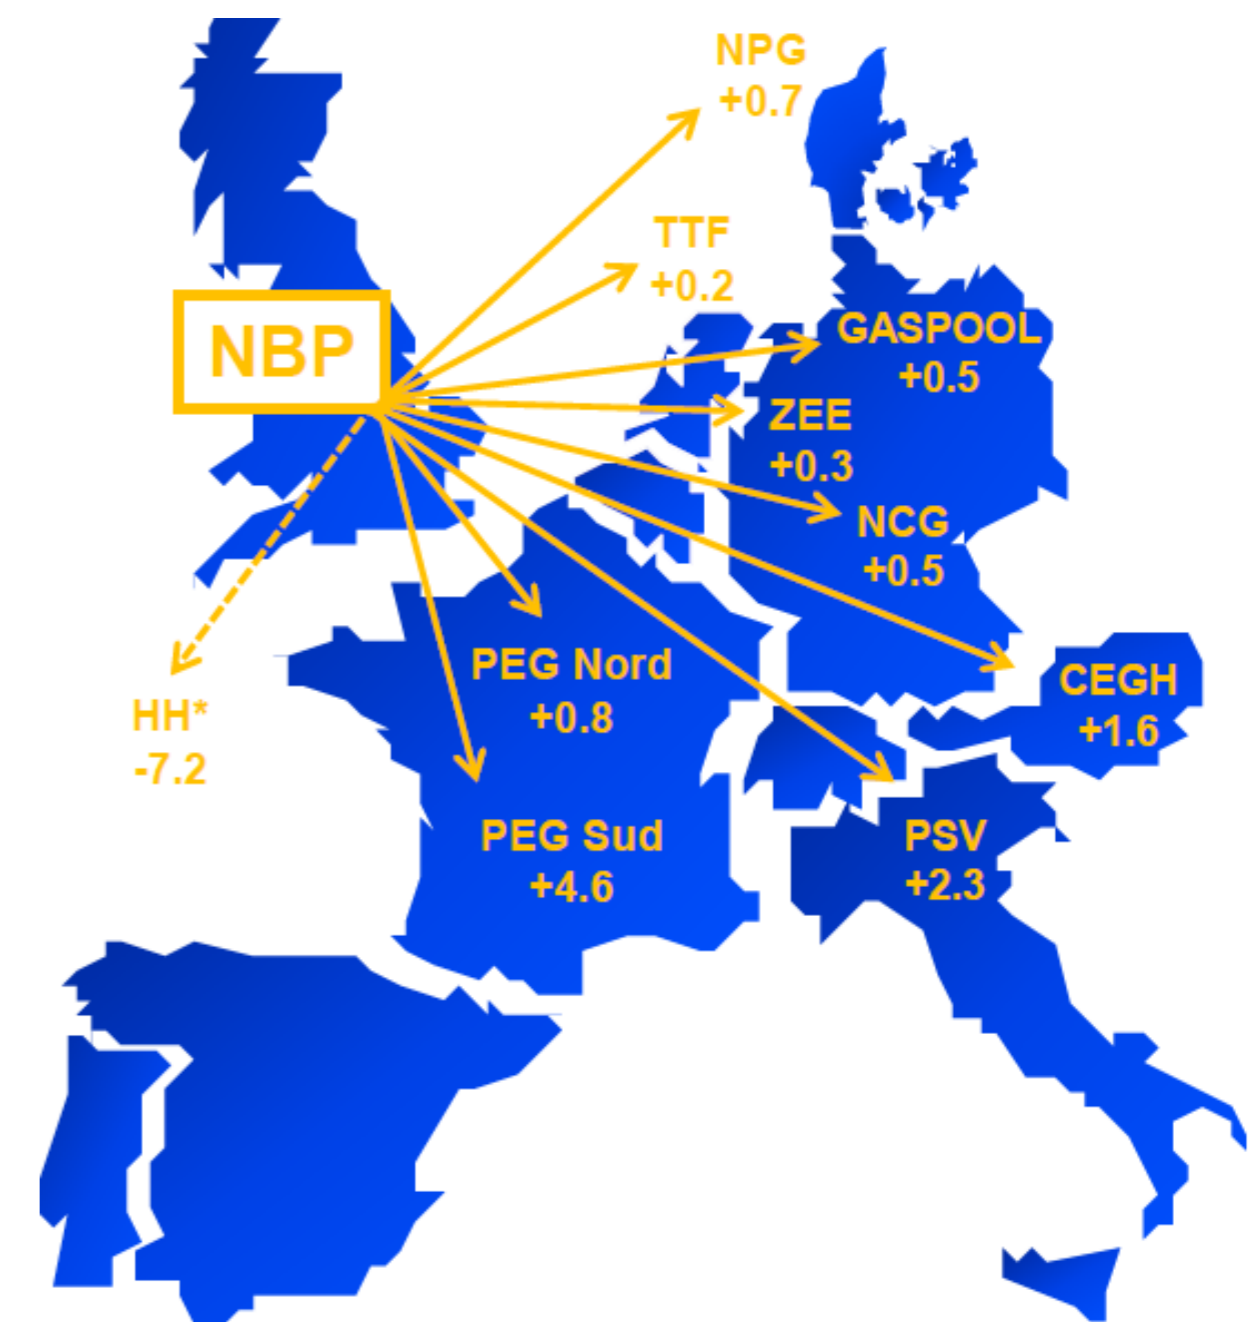 NPG
+0.7
TTF
+0.2
NBP
GASPOOL
+0.5
ZEE
+0.3
NCG
+0.5
PEG Nord
+0.8
CEGH
+1.6
HH*
-7.2
PEG Sud
+4.6
PSV
+2.3